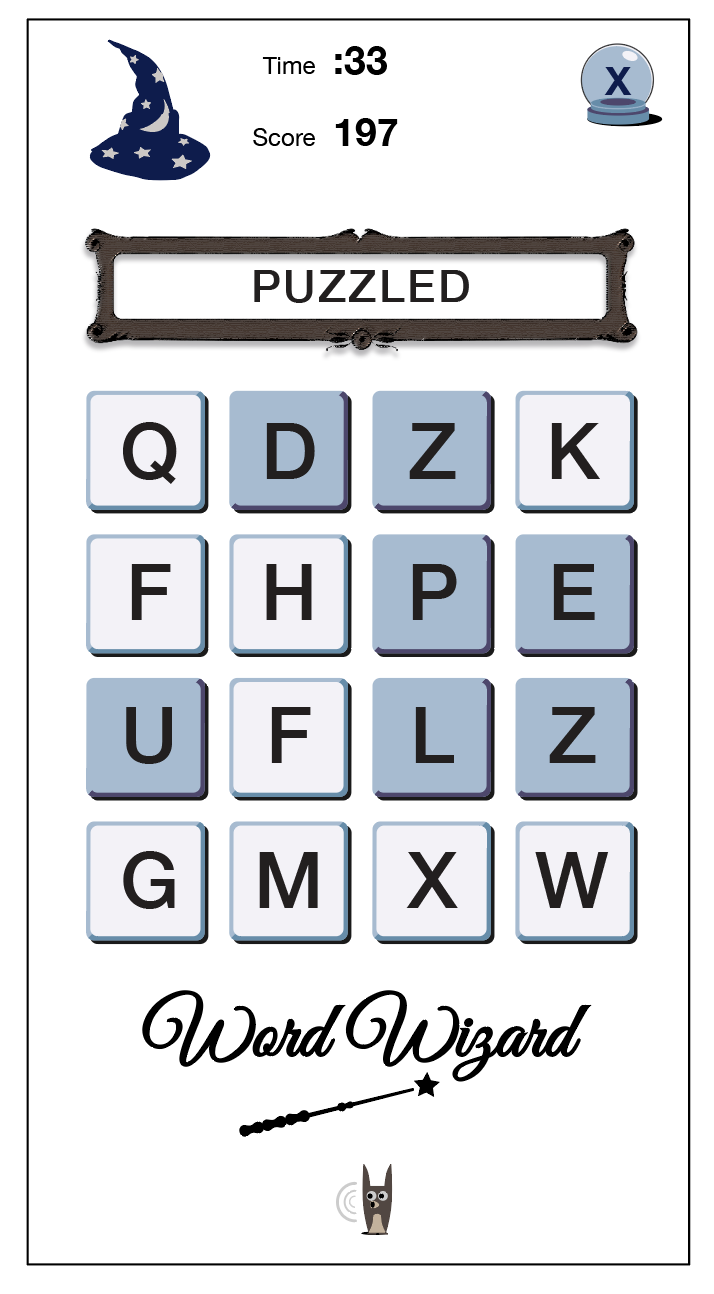 Time :33
X
Score 197
PUZZLED
Q D Z K
F H P E
U F L Z
G M X W
Word Wizard